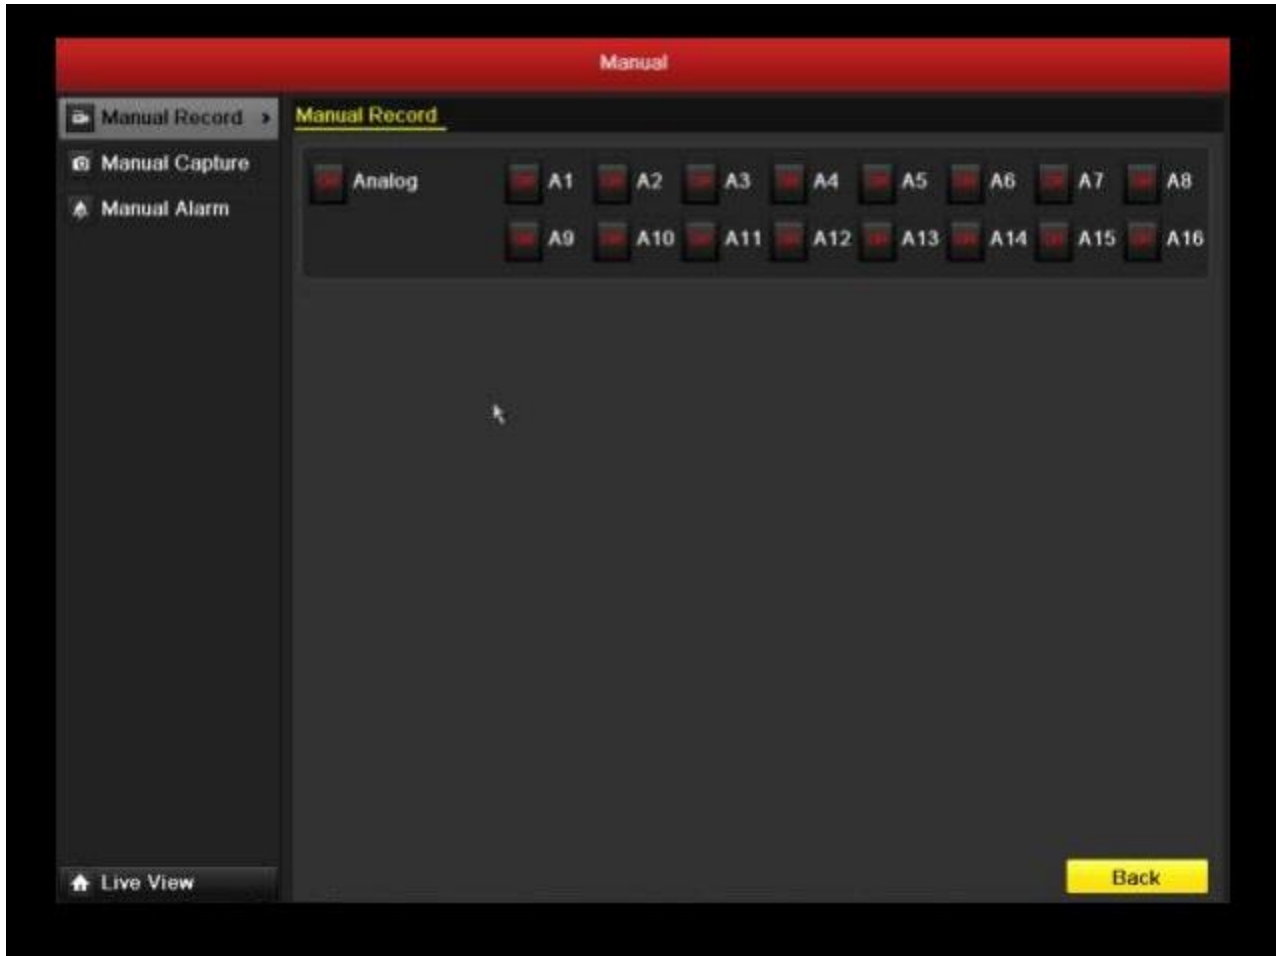 Manual
Manual Record
Manual Capture
Manual Alarm
Manual Record
Analog A1 A2 A3 A4 A5 A6 A7 A8
A9 A10 A11 A12 A13 A14 A15 A16
Live View
Back